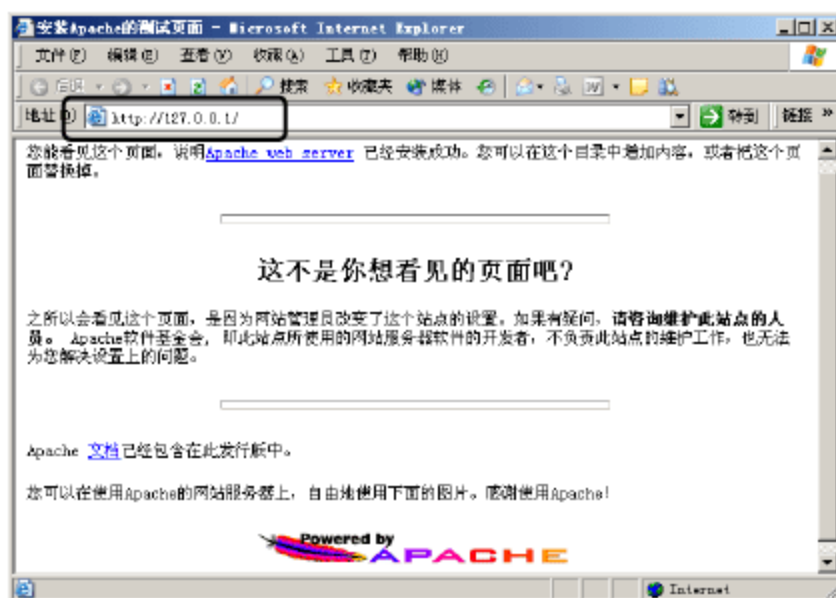 安装Apache的测试页面 - Microsoft Internet Explorer
文件(F) 编辑(E) 查看(V) 收藏(A) 工具(T) 帮助(H)
后退 搜索 收藏夹 媒体
地址(D) http://127.0.0.1/ 转到 链接 »
您能看见这个页面,说明Apache web server 已经安装成功。您可以在这个目录中增加内容,或者把这个页
面替换掉。
这不是你想看见的页面吧?
之所以会看见这个页面,是因为网站管理员改变了这个站点的设置。如果有疑问,请咨询维护此站点的人
员。 Apache软件基金会,即此站点所使用的网站服务器软件的开发者,不负责此站点的维护工作,也无法
为您解决设置上的问题。
Apache 文档已经包含在此发行版中。
您可以在使用Apache的网站服务器上,自由地使用下面的图片。感谢使用Apache!
Powered by
APACHE
Internet